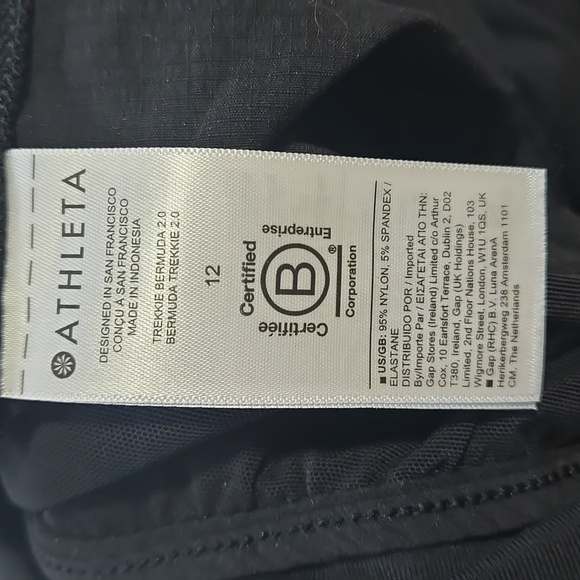 ATHLETA
DESIGNED IN SAN FRANCISCO
CONÇU À SAN FRANCISCO
MADE IN INDONESIA
TREKKIE BERMUDA 2.0
BERMUDA TREKKIE 2.0
12
Certified
Certifiée
B
®
Entreprise
Corporation
■ US/GB: 95% NYLON, 5% SPANDEX /
ELASTANE
DISTRIBUIDO POR / Imported
By/Importe Par / ΕΙΣΑΓΕΤΑΙ ΑΠΟ ΤΗΝ:
Gap Stores (Ireland) Limited c/o Arthur
Cox, 10 Earlsfort Terrace, Dublin 2, D02
T380, Ireland, Gap (UK Holdings)
Limited, 2nd Floor Nations House, 103
Wigmore Street, London, W1U 1QS, UK
■ Gap (RHC) B.V. Luna ArenA
Herikerbergweg 238 Amsterdam 1101
CM. The Netherlands